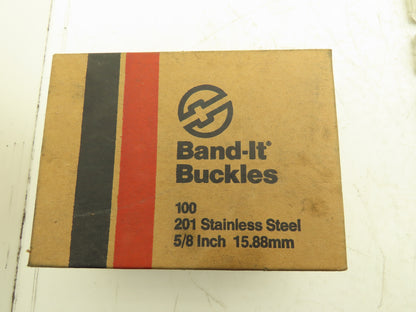 Band-It®
Buckles
100
201 Stainless Steel
5/8 Inch 15.88mm